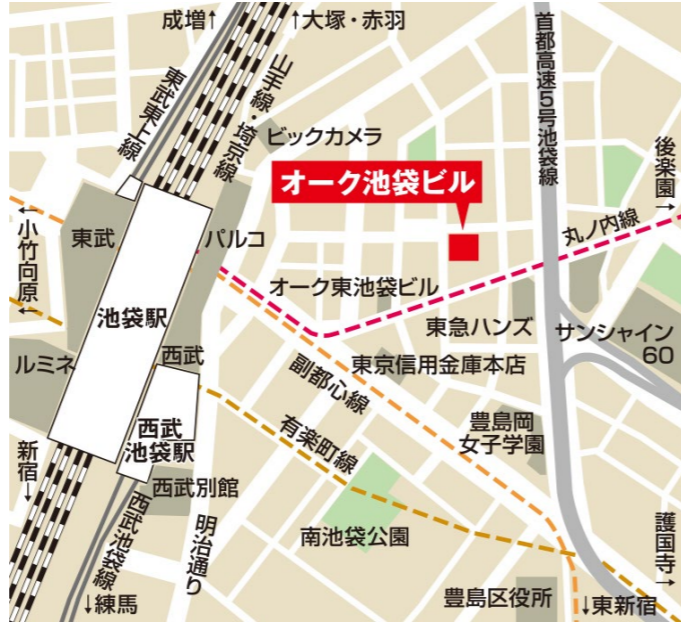 成増↑
↑大塚・赤羽
首都高速5号池袋線
東武東上線
山手線・埼京線
ビックカメラ
後楽園→
オーク池袋ビル
←小竹向原
東武
パルコ
丸ノ内線
オーク東池袋ビル
池袋駅
東急ハンズ
サンシャイン
60
ルミネ
西武
副都心線
東京信用金庫本店
西武
池袋駅
有楽町線
豊島岡
女子学園
新宿→
西武別館
西武池袋線
明治通り
南池袋公園
護国寺→
↓練馬
豊島区役所
↓東新宿